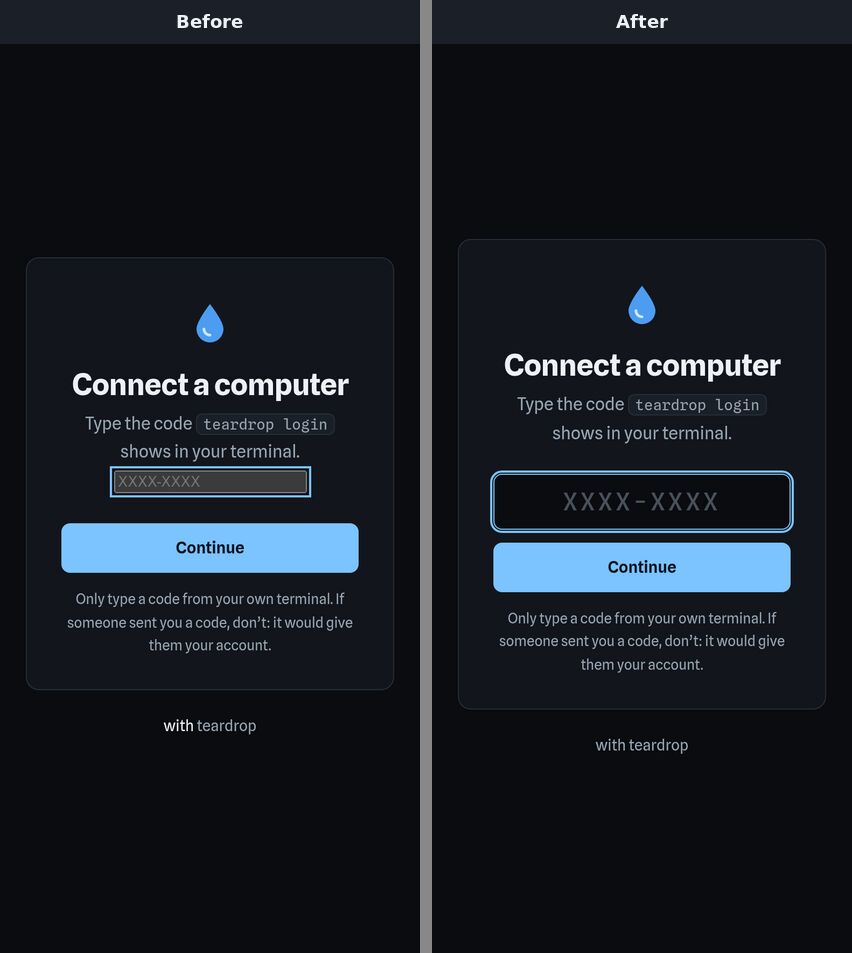 Before
Connect a computer
Type the code teardrop login
shows in your terminal.
XXXX-XXXX
Continue
Only type a code from your own terminal. If
someone sent you a code, don’t: it would give
them your account.
with teardrop
After
Connect a computer
Type the code teardrop login
shows in your terminal.
XXXX-XXXX
Continue
Only type a code from your own terminal. If
someone sent you a code, don’t: it would give
them your account.
with teardrop